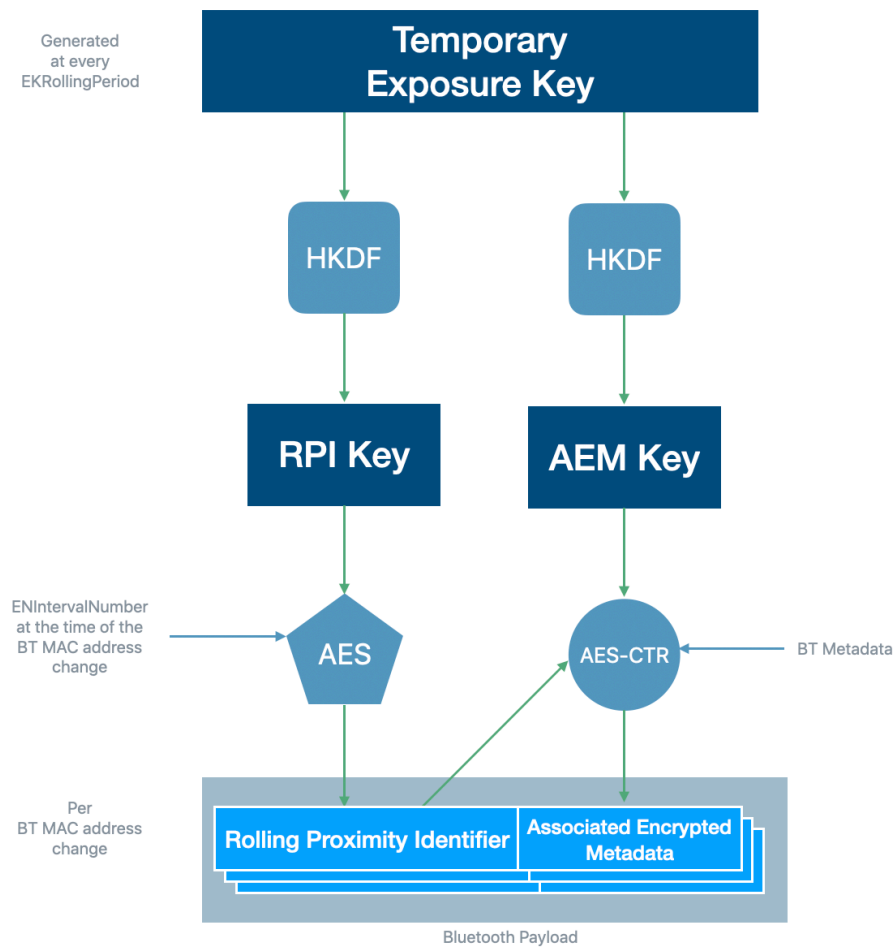 Generated
at every
EKRollingPeriod
Temporary
Exposure Key
HKDF
HKDF
RPI Key
AEM Key
ENIntervalNumber
at the time of the
BT MAC address
change
AES
AES-CTR
BT Metadata
Per
BT MAC address
change
Rolling Proximity Identifier
Associated Encrypted
Metadata
Bluetooth Payload